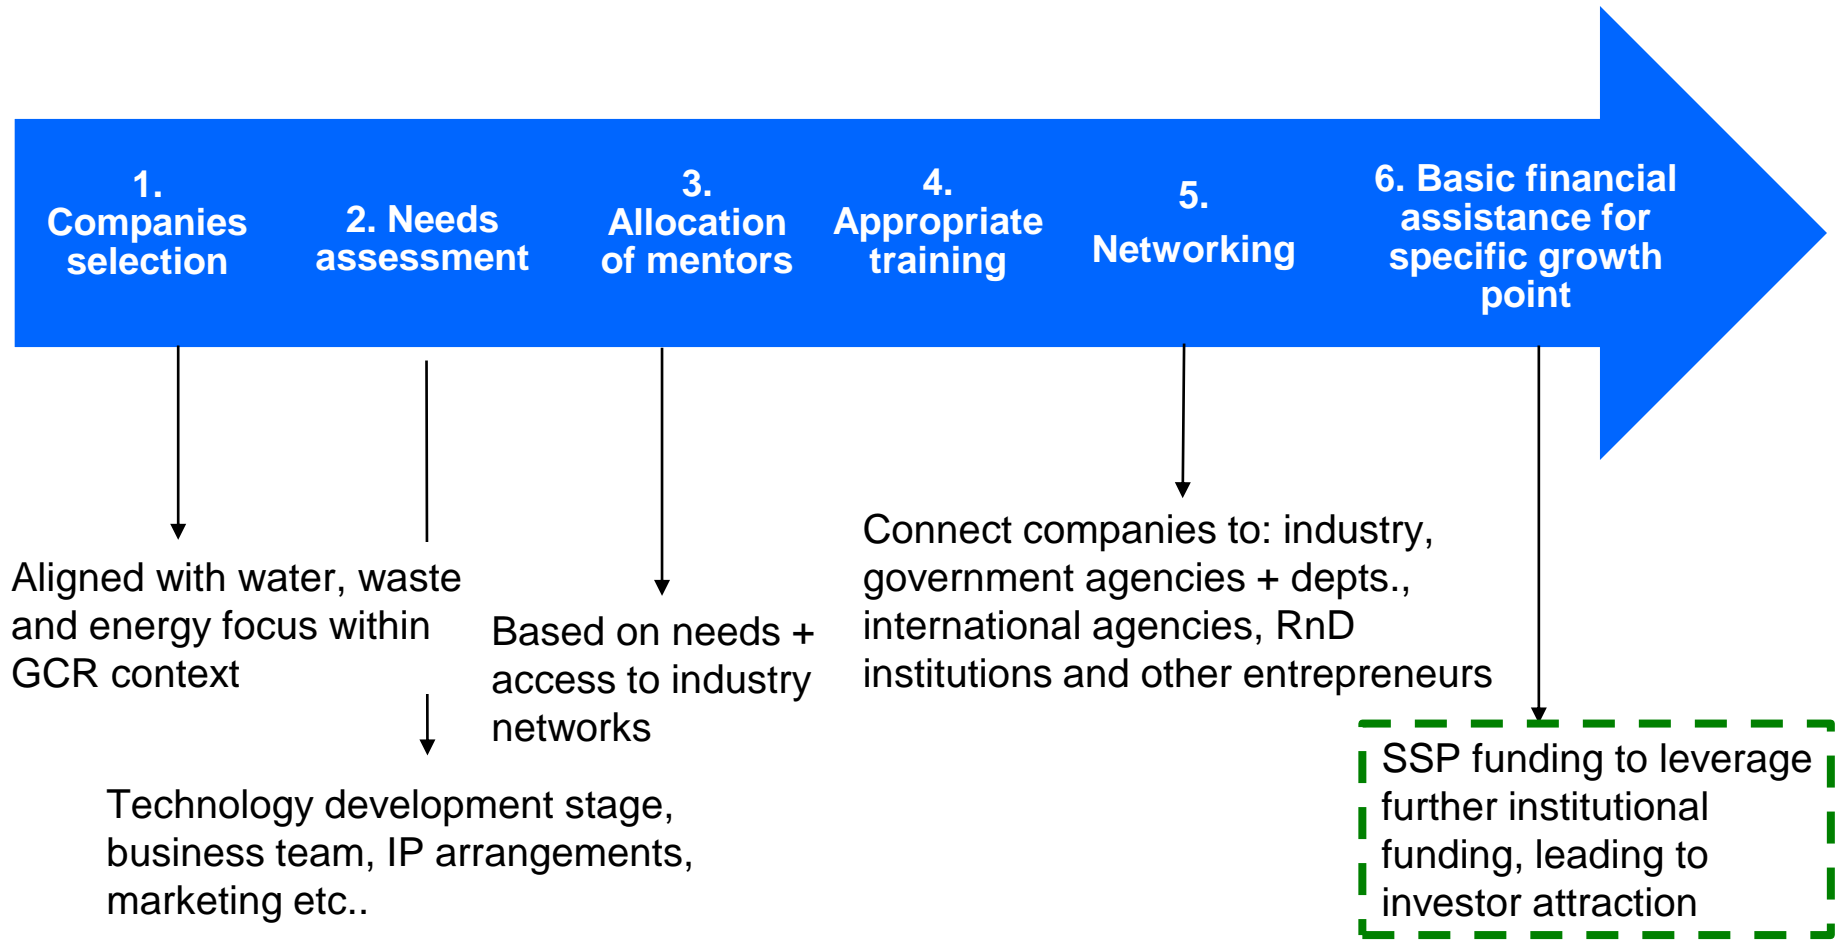 1.
Companies
selection
2. Needs
assessment
3.
Allocation
of mentors
4.
Appropriate
training
5.
Networking
6. Basic financial
assistance for
specific growth
point
Aligned with water, waste
and energy focus within
GCR context
Technology development stage,
business team, IP arrangements,
marketing etc..
Based on needs +
access to industry
networks
Connect companies to: industry,
government agencies + depts.,
international agencies, RnD
institutions and other entrepreneurs
SSP funding to leverage
further institutional
funding, leading to
investor attraction